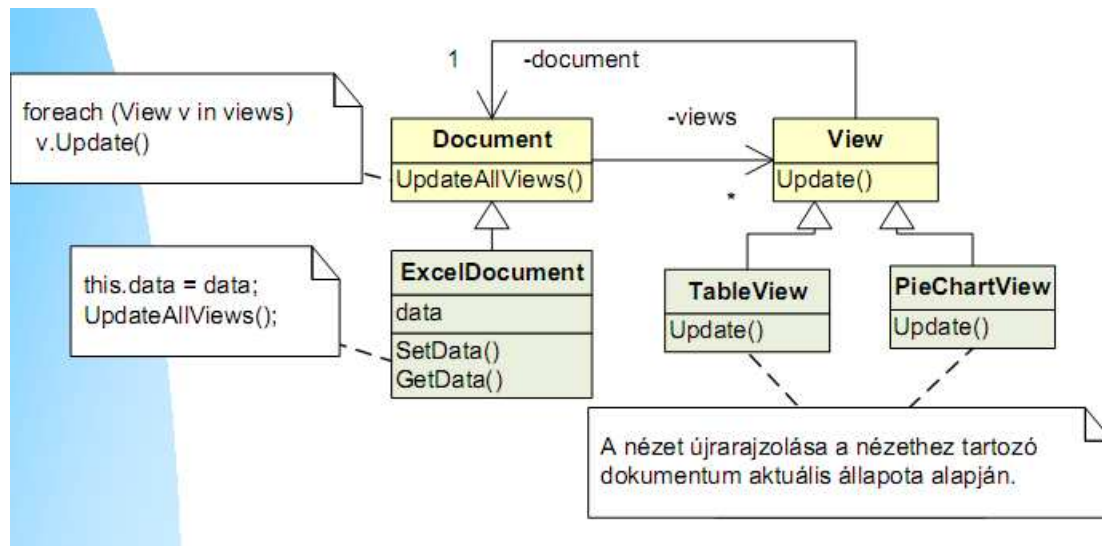 1
-document
foreach (View v in views)
v.Update()
-views
Document
UpdateAllViews()
View
Update()
*
this.data = data;
UpdateAllViews();
ExcelDocument
data
SetData()
GetData()
TableView
Update()
PieChartView
Update()
A nézet újrarajzolása a nézethez tartozó
dokumentum aktuális állapota alapján.